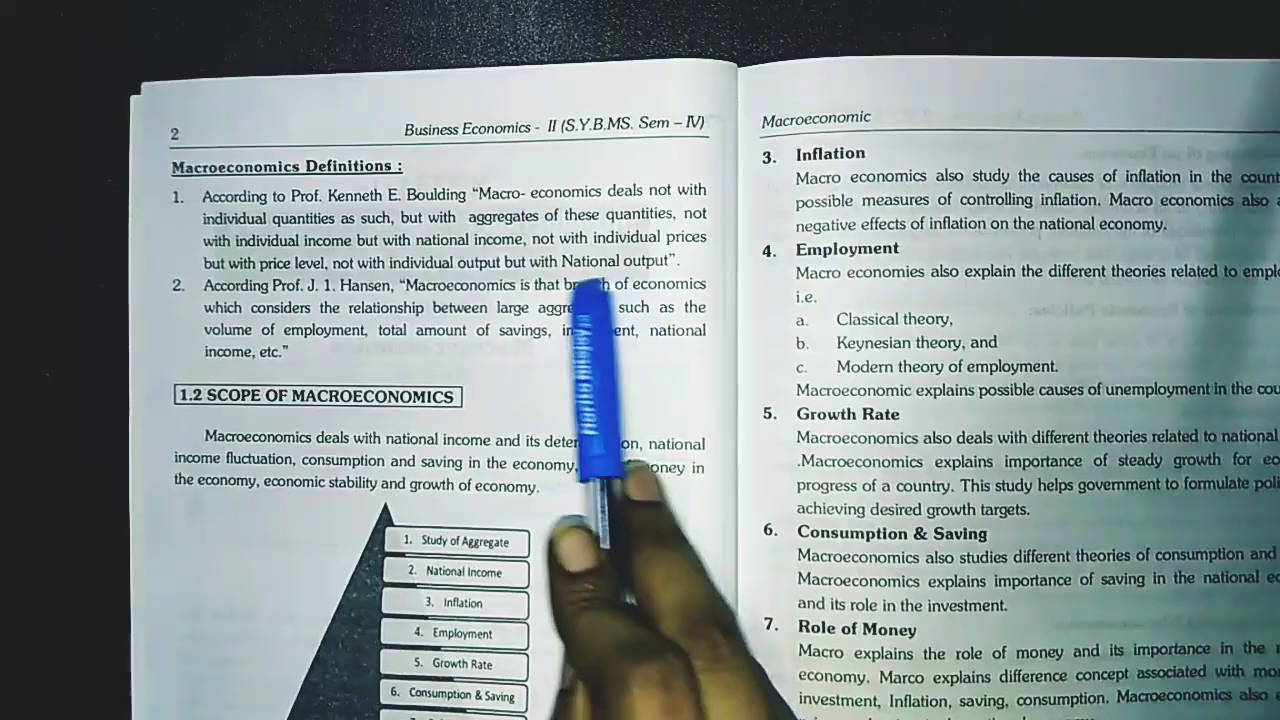 2
Business Economics - II (S.Y.B.MS. Sem – IV)
Macroeconomics Definitions :
1. According to Prof. Kenneth E. Boulding “Macro- economics deals not with
individual quantities as such, but with aggregates of these quantities, not
with individual income but with national income, not with individual prices
but with price level, not with individual output but with National output”.
2. According Prof. J. 1. Hansen, “Macroeconomics is that of economics
which considers the relationship between large such as the
volume of employment, total amount of savings, national
income, etc.”
1.2 SCOPE OF MACROECONOMICS
Macroeconomics deals with national income and its national
income fluctuation, consumption and saving in the economy, in
the economy, economic stability and growth of economy.
1. Study of Aggregate
2. National Income
3. Inflation
4. Employment
5. Growth Rate
6. Consumption & Saving
Macroeconomic
3. Inflation
Macro economics also study the causes of inflation in the
possible measures of controlling inflation. Macro economics also
negative effects of inflation on the national economy.
4. Employment
Macro economies also explain the different theories related to
i.e.
a. Classical theory,
b. Keynesian theory, and
c. Modern theory of employment.
Macroeconomic explains possible causes of unemployment in the
5. Growth Rate
Macroeconomics also deals with different theories related to national
.Macroeconomics explains importance of steady growth for
progress of a country. This study helps government to formulate
achieving desired growth targets.
6. Consumption & Saving
Macroeconomics also studies different theories of consumption and
Macroeconomics explains importance of saving in the national
and its role in the investment.
7. Role of Money
Macro explains the role of money and its importance in the
economy. Marco explains difference concept associated with
investment, Inflation, saving, consumption. Macroeconomics also